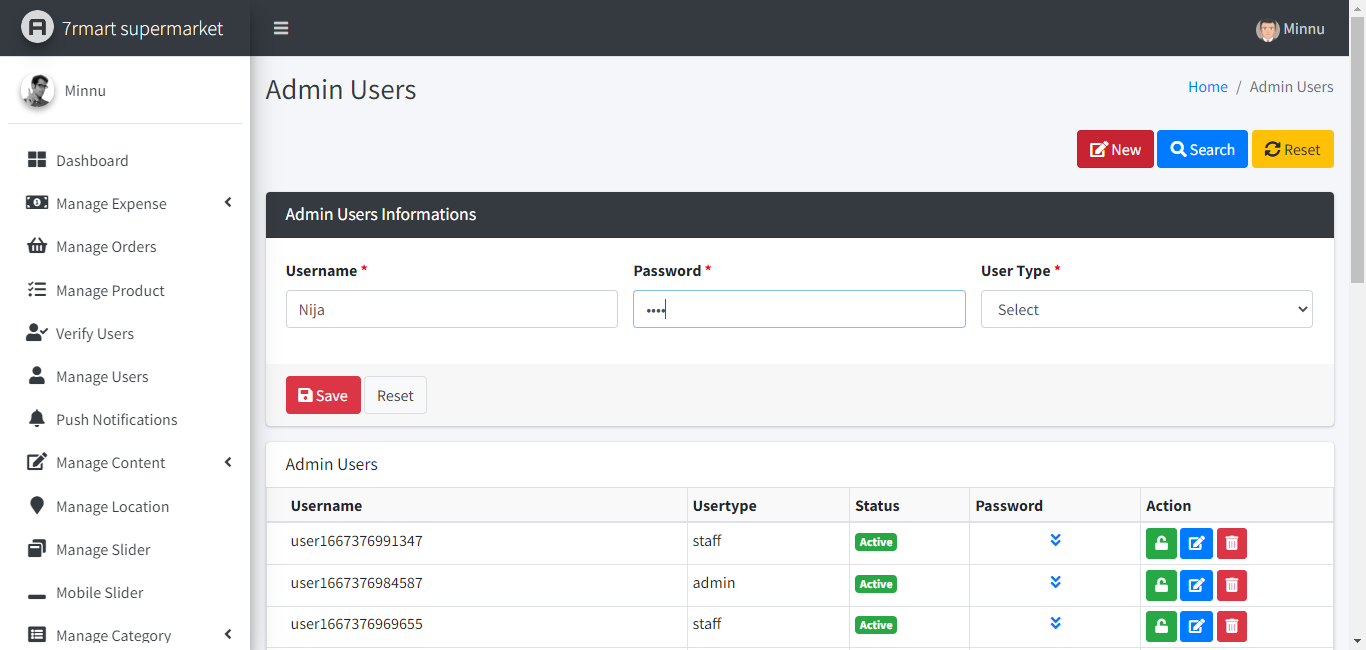 7rmart supermarket
Minnu
Minnu
Dashboard
Manage Expense
Manage Orders
Manage Product
Verify Users
Manage Users
Push Notifications
Manage Content
Manage Location
Manage Slider
Mobile Slider
Manage Category
Admin Users
Home / Admin Users
New Search Reset
Admin Users Informations
Username * Password * User Type *
Nija •••• Select
Save Reset
Admin Users
Username Usertype Status Password Action
user1667376991347 staff Active
user1667376984587 admin Active
user1667376969655 staff Active